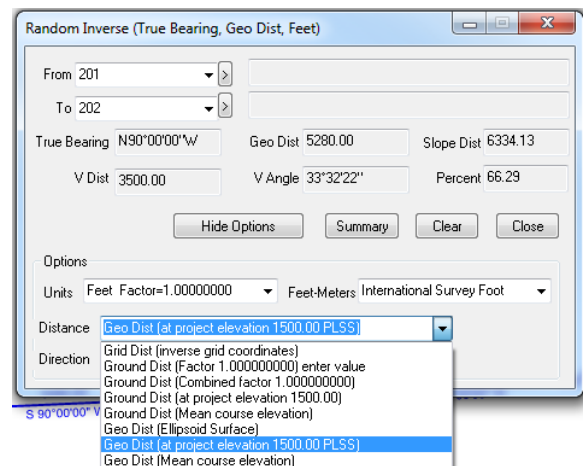 Random Inverse (True Bearing, Geo Dist, Feet)
From 201
To 202
True Bearing N90°00'00"W Geo Dist 5280.00 Slope Dist 6334.13
V Dist 3500.00 V Angle 33°32'22" Percent 66.29
Hide Options Summary Clear Close
Options
Units Feet Factor=1.00000000 Feet-Meters International Survey Foot
Distance Geo Dist (at project elevation 1500.00 PLSS)
Direction
Grid Dist (inverse grid coordinates)
Ground Dist (Factor 1.000000000) enter value
Ground Dist (Combined factor 1.000000000)
Ground Dist (at project elevation 1500.00)
Ground Dist (Mean course elevation)
Geo Dist (Ellipsoid Surface)
Geo Dist (at project elevation 1500.00 PLSS)
Geo Dist (Mean course elevation)
S 90°00'00" W